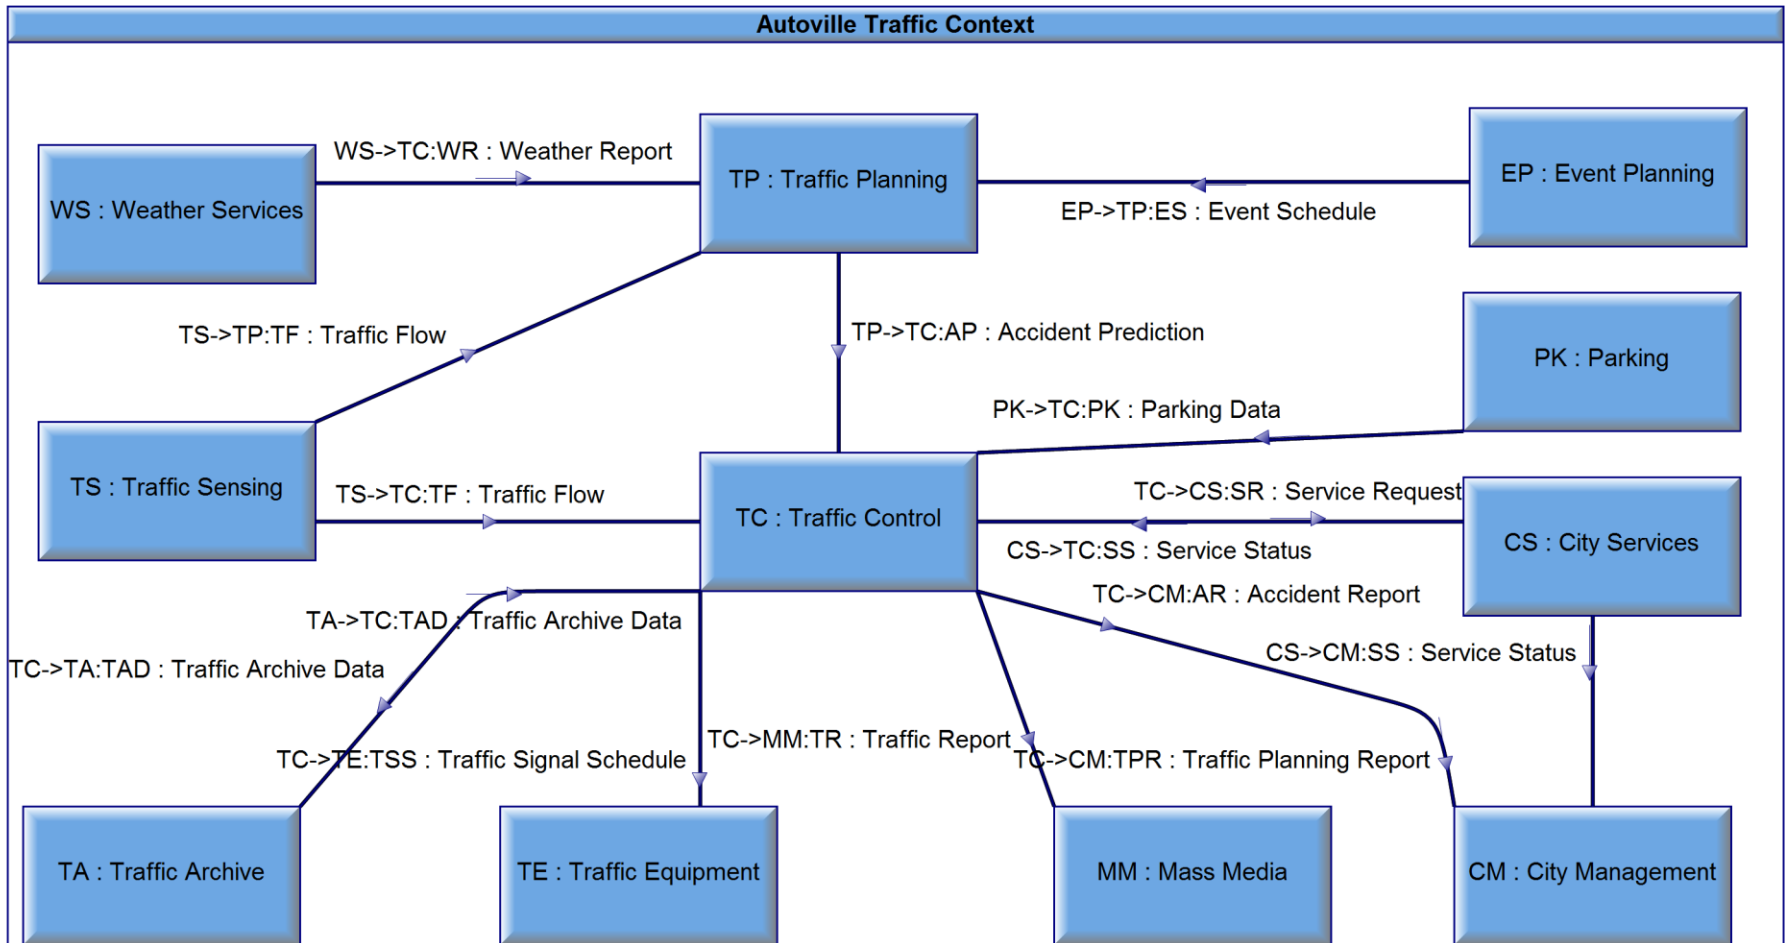 Autoville Traffic Context
WS->TC:WR : Weather Report
TP : Traffic Planning
EP : Event Planning
WS : Weather Services
EP->TP:ES : Event Schedule
TS->TP:TF : Traffic Flow
TP->TC:AP : Accident Prediction
PK : Parking
PK->TC:PK : Parking Data
TS : Traffic Sensing
TS->TC:TF : Traffic Flow
TC : Traffic Control
TC->CS:SR : Service Request
CS->TC:SS : Service Status
CS : City Services
TC->CM:AR : Accident Report
TA->TC:TAD : Traffic Archive Data
CS->CM:SS : Service Status
TC->TA:TAD : Traffic Archive Data
TC->MM:TR : Traffic Report
TC->TE:TSS : Traffic Signal Schedule
TC->CM:TPR : Traffic Planning Report
TA : Traffic Archive
TE : Traffic Equipment
MM : Mass Media
CM : City Management